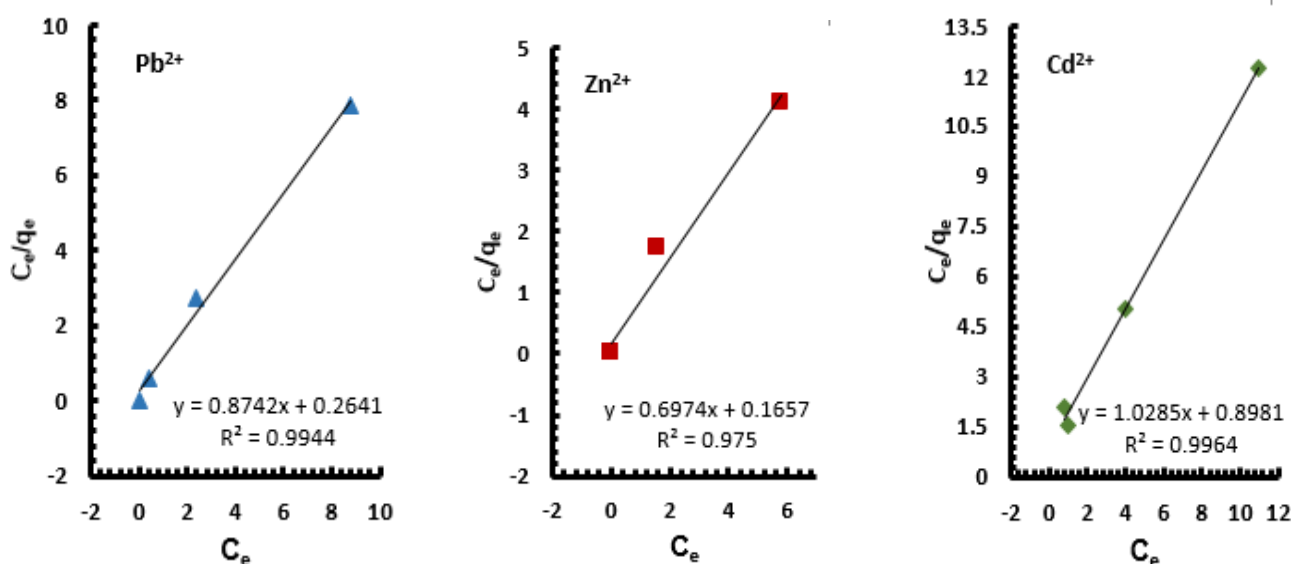 Pb²⁺
10
8
6
4
2
0
-2
-2 0 2 4 6 8 10
Cₑ/qₑ
Cₑ
y = 0.8742x + 0.2641
R² = 0.9944
Zn²⁺
5
4
3
2
1
0
-1
-2
-2 0 2 4 6
Cₑ/qₑ
Cₑ
y = 0.6974x + 0.1657
R² = 0.975
Cd²⁺
13.5
12
10.5
9
7.5
6
4.5
3
1.5
0
-2 0 2 4 6 8 10 12
Cₑ/qₑ
Cₑ
y = 1.0285x + 0.8981
R² = 0.9964